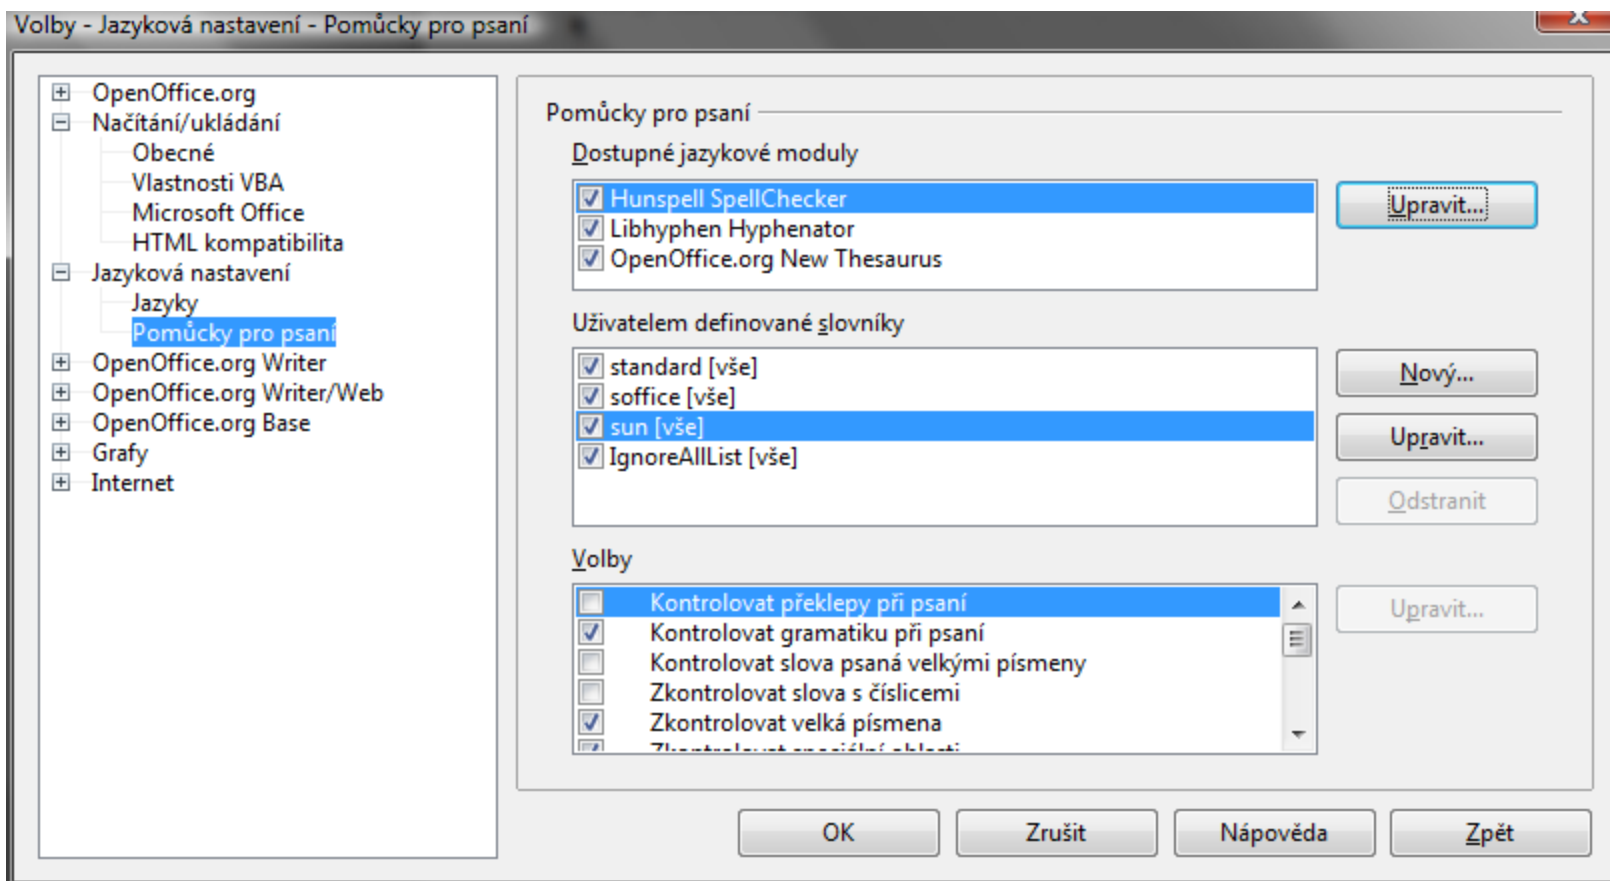 Volby - Jazyková nastavení - Pomůcky pro psaní
OpenOffice.org
Načítání/ukládání
Obecné
Vlastnosti VBA
Microsoft Office
HTML kompatibilita
Jazyková nastavení
Jazyky
Pomůcky pro psaní
OpenOffice.org Writer
OpenOffice.org Writer/Web
OpenOffice.org Base
Grafy
Internet
Pomůcky pro psaní
Dostupné jazykové moduly
Hunspell SpellChecker
Libhyphen Hyphenator
OpenOffice.org New Thesaurus
Upravit...
Uživatelem definované slovníky
standard [vše]
soffice [vše]
sun [vše]
IgnoreAllList [vše]
Nový...
Upravit...
Odstranit
Volby
Kontrolovat překlepy při psaní
Kontrolovat gramatiku při psaní
Kontrolovat slova psaná velkými písmeny
Zkontrolovat slova s číslicemi
Zkontrolovat velká písmena
Zkontrolovat speciální oblasti
Upravit...
OK
Zrušit
Nápověda
Zpět